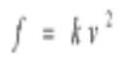 f = k v²